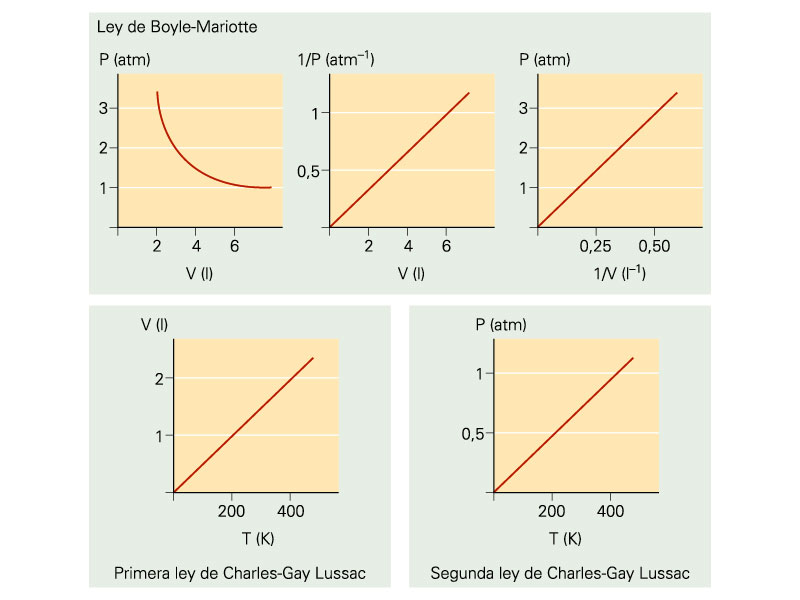 Ley de Boyle-Mariotte
P (atm)
3
2
1
2 4 6
V (l)
1/P (atm⁻¹)
1
0,5
2 4 6
V (l)
P (atm)
3
2
1
0,25 0,50
1/V (l⁻¹)
V (l)
2
1
200 400
T (K)
Primera ley de Charles-Gay Lussac
P (atm)
1
0,5
200 400
T (K)
Segunda ley de Charles-Gay Lussac